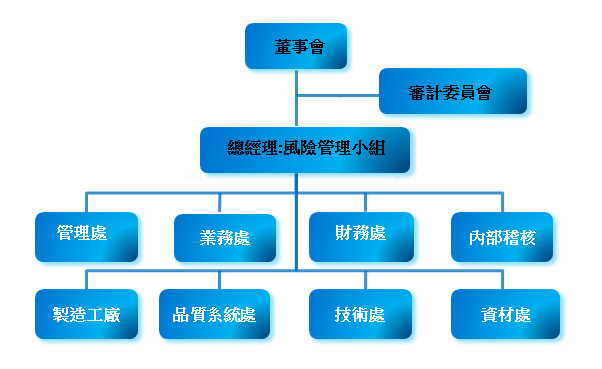 董事會
審計委員會
總經理:風險管理小組
管理處
業務處
財務處
內部稽核
製造工廠
品質系統處
技術處
資材處